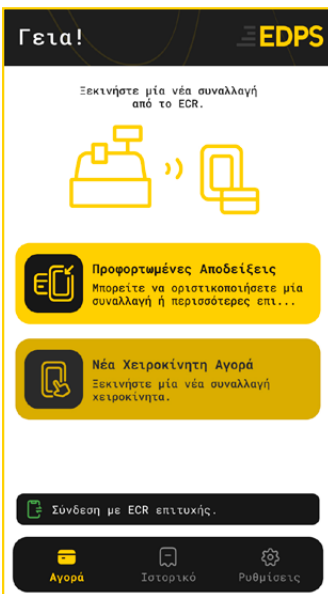 Γεια!
EDPS
Ξεκινήστε μία νέα συναλλαγή
από το ECR.
Προφορτωμένες Αποδείξεις
Μπορείτε να οριστικοποιήσετε μία
συναλλαγή ή περισσότερες επι...
Νέα Χειροκίνητη Αγορά
Ξεκινήστε μία νέα συναλλαγή
χειροκίνητα.
Σύνδεση με ECR επιτυχής.
Αγορά Ιστορικό Ρυθμίσεις